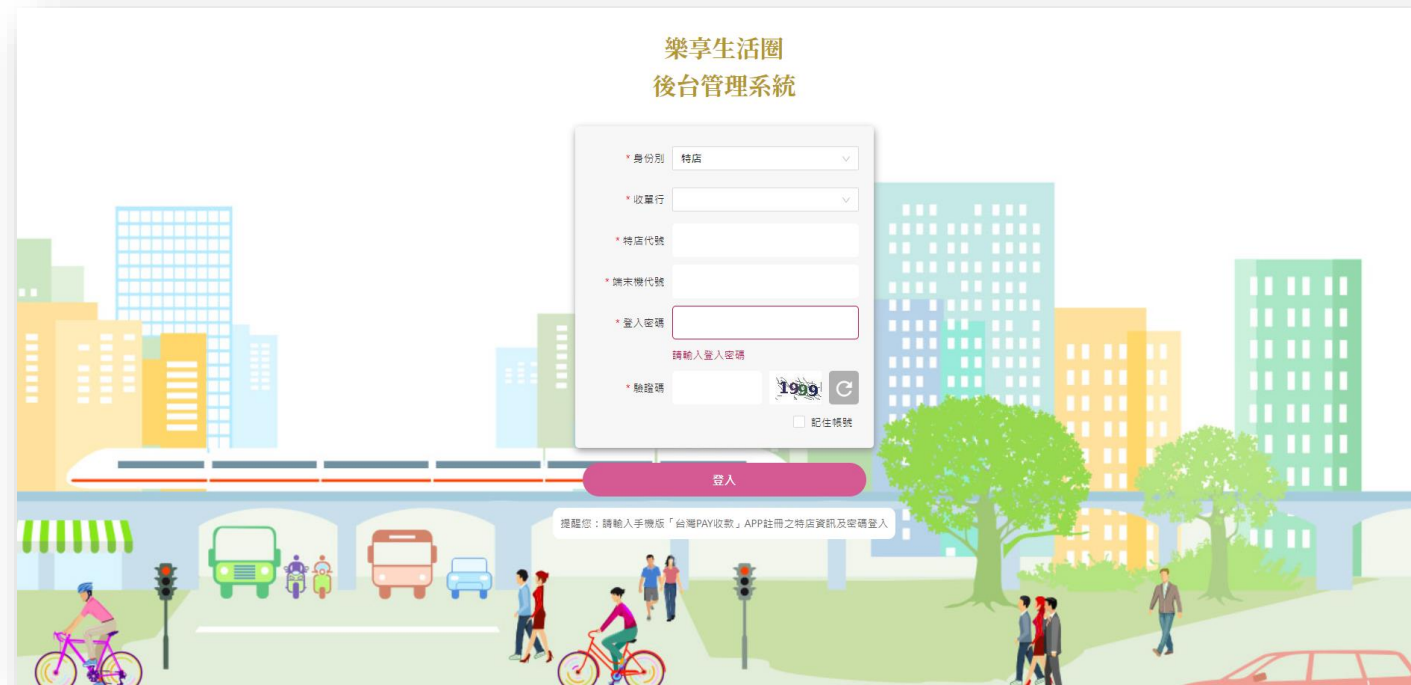 樂享生活圈
後台管理系統
* 身份別 特店
* 收單行
* 特店代號
* 端末機代號
* 登入密碼
請輸入登入密碼
* 驗證碼 1999
記住帳號
登入
提醒您：請輸入手機版「台灣PAY收款」APP註冊之特店資訊及密碼登入